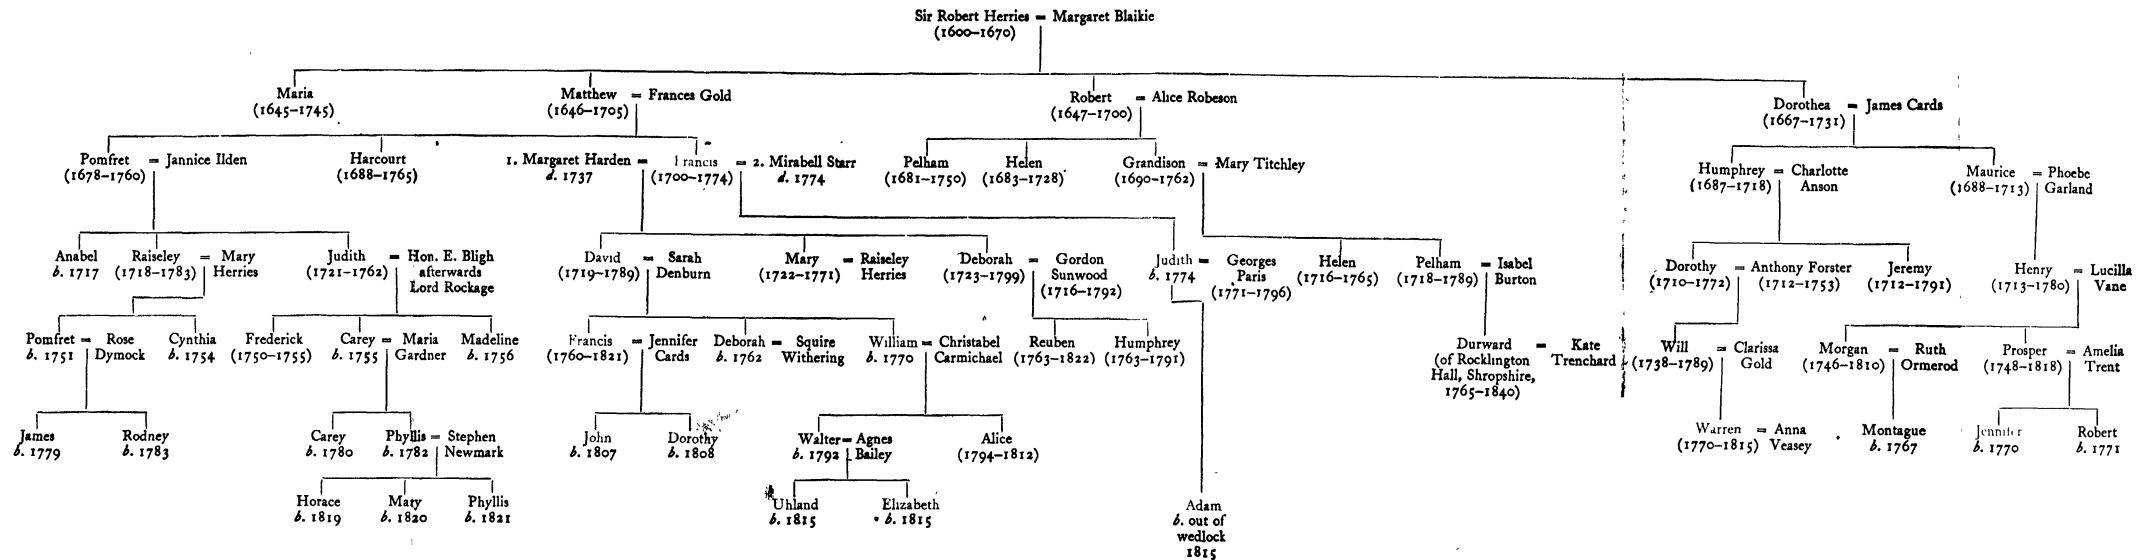 Sir Robert Herries = Margaret Blaikie
(1600–1670)
Maria
(1645–1745)
Matthew = Frances Gold
(1646–1705)
Robert = Alice Robeson
(1647–1700)
Dorothea = James Cards
(1667–1731)
Pomfret = Jannice Ilden
(1678–1760)
Harcourt
(1688–1765)
1. Margaret Harden = Francis = 2. Mirabell Starr
d. 1737 (1700–1774) d. 1774
Pelham
(1681–1750)
Helen
(1683–1728)
Grandison = Mary Titchley
(1690–1762)
Humphrey = Charlotte
(1687–1718) Anson
Maurice = Phoebe
(1688–1713) Garland
Anabel
b. 1717
Raiseley = Mary
(1718–1783) Herries
Judith = Hon. E. Bligh
(1721–1762) afterwards
Lord Rockage
David = Sarah
(1719–1789) Denburn
Mary = Raiseley
(1722–1771) Herries
Deborah = Gordon
(1723–1799) Sunwood
(1716–1792)
Judith = Georges
b. 1774 Paris
(1771–1796)
Helen
(1716–1765)
Pelham = Isabel
(1718–1789) Burton
Dorothy = Anthony Forster
(1710–1772) (1712–1753)
Jeremy
(1712–1791)
Henry = Lucilla
(1713–1780) Vane
Pomfret = Rose
b. 1751 Dymock
Cynthia
b. 1754
Frederick
(1750–1755)
Carey = Maria
b. 1755 Gardner
Madeline
b. 1756
Francis = Jennifer
(1760–1821) Cards
Deborah = Squire
b. 1762 Withering
William = Christabel
b. 1770 Carmichael
Reuben
(1763–1822)
Humphrey
(1763–1791)
Durward = Kate
(of Rocklington Trenchard
Hall, Shropshire,
1765–1840)
Will = Clarissa
(1738–1789) Gold
Morgan = Ruth
(1746–1810) Ormerod
Prosper = Amelia
(1748–1818) Trent
James
b. 1779
Rodney
b. 1783
Carey
b. 1780
Phyllis = Stephen
b. 1782 Newmark
John
b. 1807
Dorothy
b. 1808
Walter = Agnes
b. 1792 Bailey
Alice
(1794–1812)
Warren = Anna
(1770–1815) Veasey
Montague
b. 1767
Jennifer
b. 1770
Robert
b. 1771
Horace
b. 1819
Mary
b. 1820
Phyllis
b. 1821
Uhland
b. 1815
Elizabeth
b. 1815
Adam
b. out of
wedlock
1815